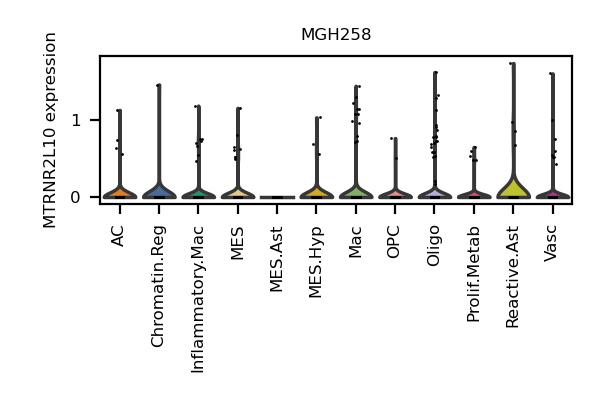 MGH258
MTRNR2L10 expression
1
0
AC
Chromatin.Reg
Inflammatory.Mac
MES
MES.Ast
MES.Hyp
Mac
OPC
Oligo
Prolif.Metab
Reactive.Ast
Vasc